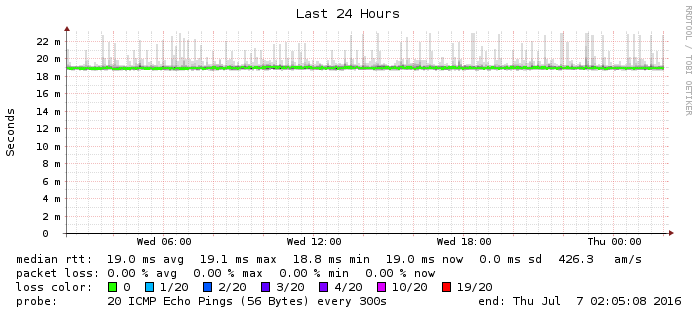 Last 24 Hours
RRDTOOL / TOBI OETIKER
Seconds
22 m
20 m
18 m
16 m
14 m
12 m
10 m
8 m
6 m
4 m
2 m
0
Wed 06:00 Wed 12:00 Wed 18:00 Thu 00:00
median rtt: 19.0 ms avg 19.1 ms max 18.8 ms min 19.0 ms now 0.0 ms sd 426.3 am/s
packet loss: 0.00 % avg 0.00 % max 0.00 % min 0.00 % now
loss color: 0 1/20 2/20 3/20 4/20 10/20 19/20
probe: 20 ICMP Echo Pings (56 Bytes) every 300s end: Thu Jul 7 02:05:08 2016